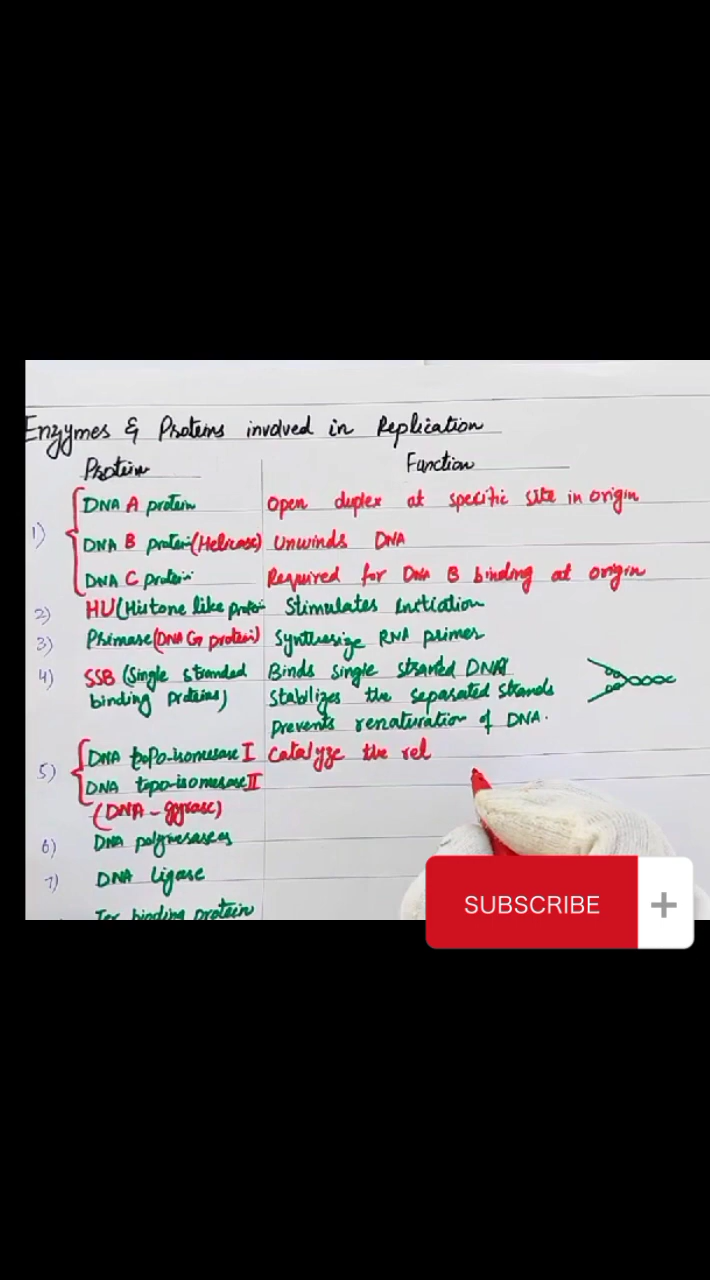 Enzymes & Proteins involved in Replication
Protein Function
1) DNA A protein Open duplex at specific site in origin
DNA B protein (Helicase) Unwinds DNA
DNA C protein Required for DNA B binding at origin
2) HU (Histone like protein Stimulates Initiation
3) Primase (DNA G protein) Synthesize RNA primer
4) SSB (Single stranded Binds single strand DNA
binding proteins) Stabilizes the separated strands
Prevents renaturation of DNA.
5) DNA topo-isomerase I Catalyze the rel
DNA topo-isomerase II
(DNA-gyrase)
6) DNA polymerases
7) DNA ligase
Ter binding protein
SUBSCRIBE +